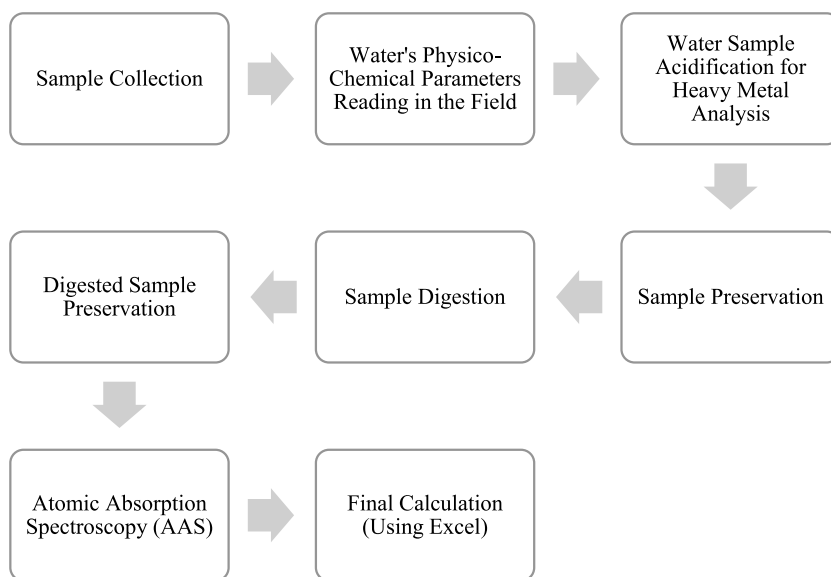 Sample Collection
Water's Physico-
Chemical Parameters
Reading in the Field
Water Sample
Acidification for
Heavy Metal
Analysis
Sample Preservation
Sample Digestion
Digested Sample
Preservation
Atomic Absorption
Spectroscopy (AAS)
Final Calculation
(Using Excel)